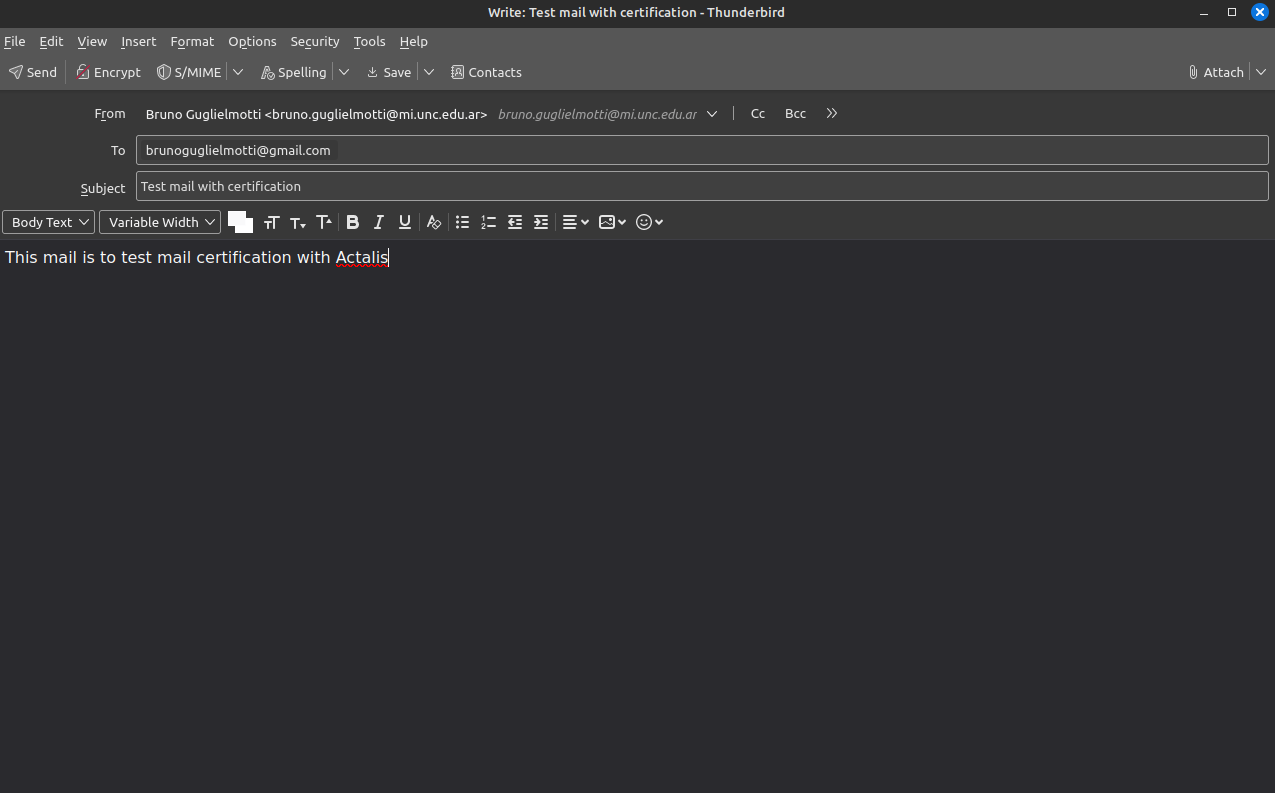 Write: Test mail with certification - Thunderbird
File Edit View Insert Format Options Security Tools Help
Send Encrypt S/MIME Spelling Save Contacts Attach
From Bruno Guglielmotti <bruno.guglielmotti@mi.unc.edu.ar> bruno.guglielmotti@mi.unc.edu.ar Cc Bcc
To brunoguglielmotti@gmail.com
Subject Test mail with certification
Body Text Variable Width
This mail is to test mail certification with Actalis